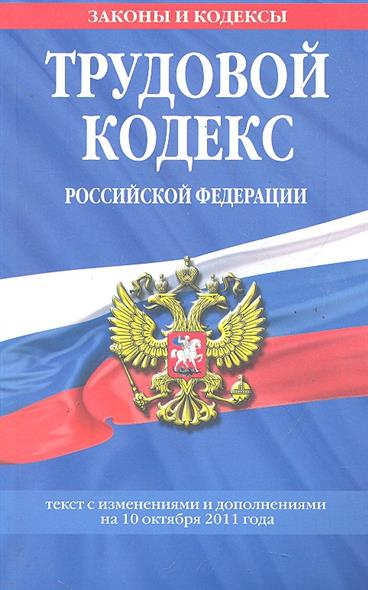 ЗАКОНЫ И КОДЕКСЫ
ТРУДОВОЙ
КОДЕКС
РОССИЙСКОЙ ФЕДЕРАЦИИ
текст с изменениями и дополнениями
на 10 октября 2011 года